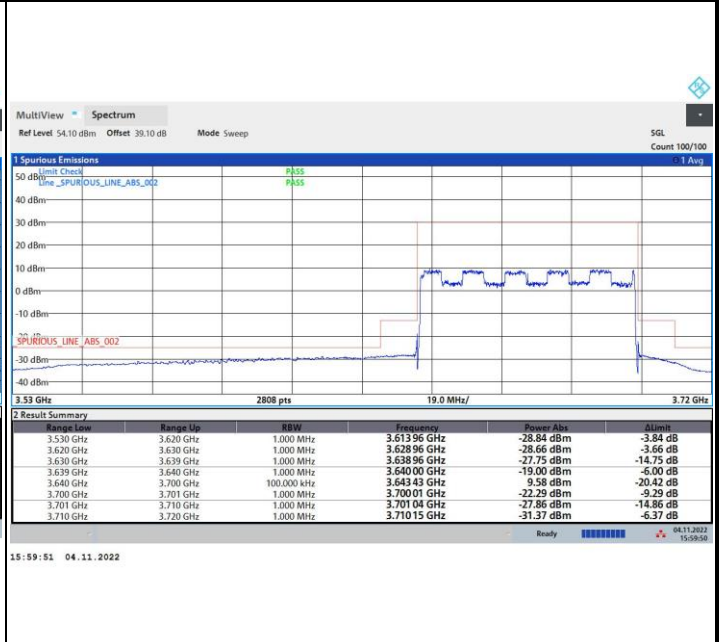 MultiView Spectrum
Ref Level 54.10 dBm Offset 39.10 dB Mode Sweep SGL
Count 100/100
1 Spurious Emissions 1 Avg
Limit Check PASS
50 dBm
Line _SPURIOUS_LINE_ABS_002 PASS
40 dBm
30 dBm
20 dBm
10 dBm
0 dBm
-10 dBm
-20 dBm
SPURIOUS_LINE_ABS_002
-30 dBm
-40 dBm
3.53 GHz 2808 pts 19.0 MHz/ 3.72 GHz
2 Result Summary
Range Low Range Up RBW Frequency Power Abs ΔLimit
3.530 GHz 3.620 GHz 1.000 MHz 3.613 96 GHz -28.84 dBm -3.84 dB
3.620 GHz 3.630 GHz 1.000 MHz 3.628 96 GHz -28.66 dBm -3.66 dB
3.630 GHz 3.639 GHz 1.000 MHz 3.638 96 GHz -27.75 dBm -14.75 dB
3.639 GHz 3.640 GHz 1.000 MHz 3.640 00 GHz -19.00 dBm -6.00 dB
3.640 GHz 3.700 GHz 100.000 kHz 3.643 43 GHz 9.58 dBm -20.42 dB
3.700 GHz 3.701 GHz 1.000 MHz 3.700 01 GHz -22.29 dBm -9.29 dB
3.701 GHz 3.710 GHz 1.000 MHz 3.701 04 GHz -27.86 dBm -14.86 dB
3.710 GHz 3.720 GHz 1.000 MHz 3.710 15 GHz -31.37 dBm -6.37 dB
Ready 04.11.2022
15:59:50
15:59:51 04.11.2022